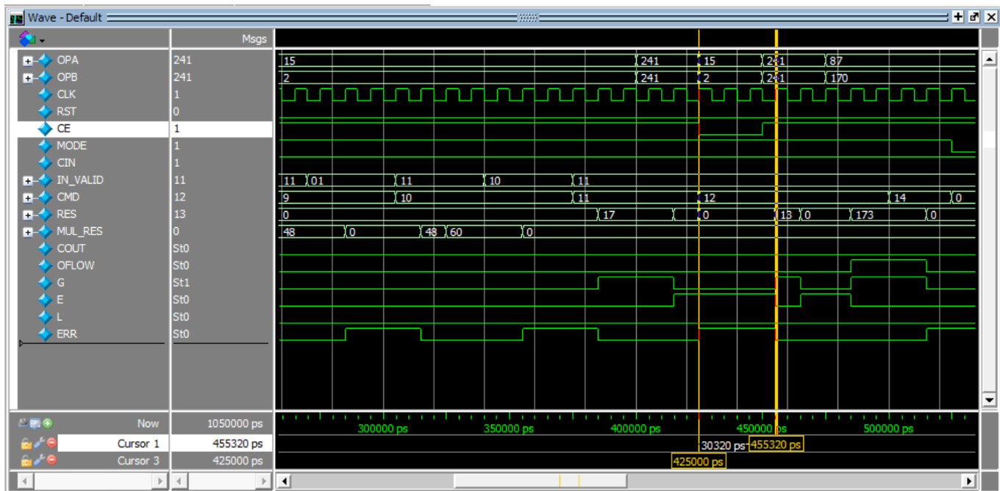 Wave - Default
Msgs
OPA 241 15 241 15 241 87
OPB 241 2 241 2 241 170
CLK 1
RST 0
CE 1
MODE 1
CIN 1
IN_VALID 11 11 01 11 10 11
CMD 12 9 10 11 12 14 0
RES 13 0 17 0 13 0 173 0
MUL_RES 0 48 0 48 60 0
COUT St0
OFLOW St0
G St1
E St0
L St0
ERR St0
Now 1050000 ps 300000 ps 350000 ps 400000 ps 450000 ps 500000 ps
Cursor 1 455320 ps 30320 ps 455320 ps
Cursor 3 425000 ps 425000 ps